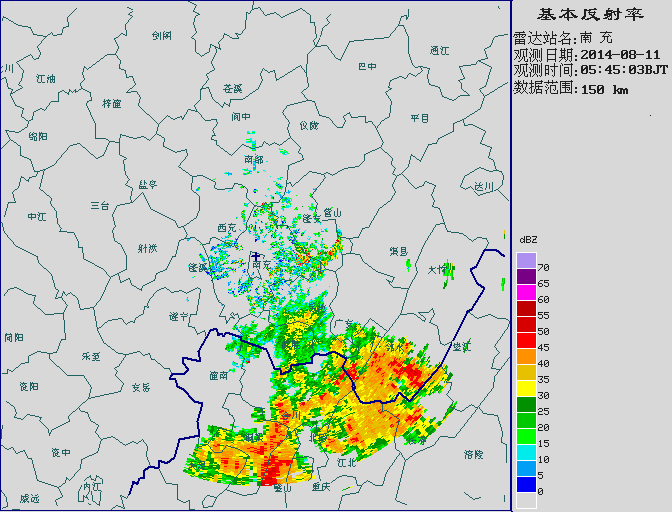 基本反射率
雷达站名:南 充
观测日期:2014-08-11
观测时间:05:45:03BJT
数据范围:150 km
剑阁
通江
川
江油
巴中
苍溪
梓潼
阆中
仪陇
平昌
绵阳
南部
盐亭
达川
三台
营山
中江
西充
射洪
渠县
大竹
南充
遂宁
广安
简阳
垫江
乐至
潼南
资阳
安岳
资中
江北
涪陵
内江
璧山
重庆
威远
dBZ
70
65
60
55
50
45
40
35
30
25
20
15
10
5
0